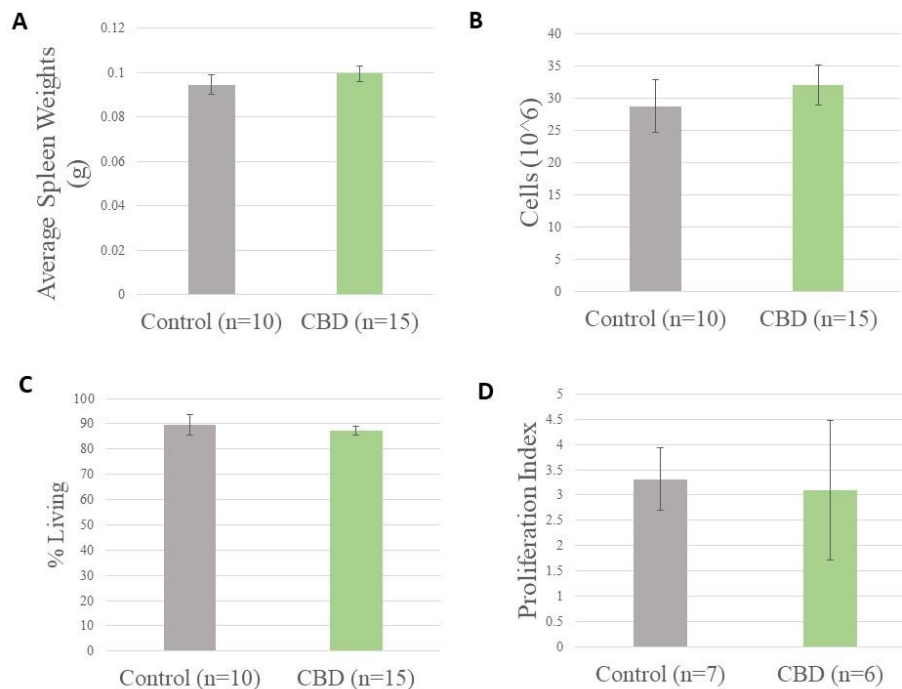 A
Average Spleen Weights
(g)
0.12
0.1
0.08
0.06
0.04
0.02
0
Control (n=10) CBD (n=15)
B
Cells (10^6)
40
35
30
25
20
15
10
5
0
Control (n=10) CBD (n=15)
C
% Living
100
90
80
70
60
50
40
30
20
10
0
Control (n=10) CBD (n=15)
D
Proliferation Index
5
4.5
4
3.5
3
2.5
2
1.5
1
0.5
0
Control (n=7) CBD (n=6)